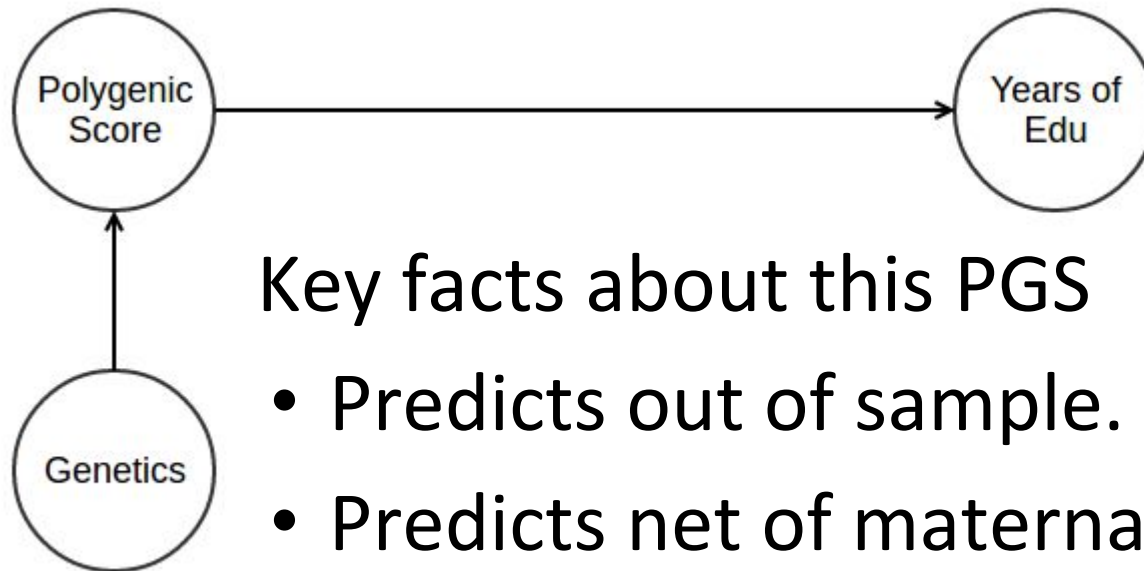 Polygenic
Score
Years of
Edu
Key facts about this PGS
• Predicts out of sample.
Genetics
• Predicts net of materna